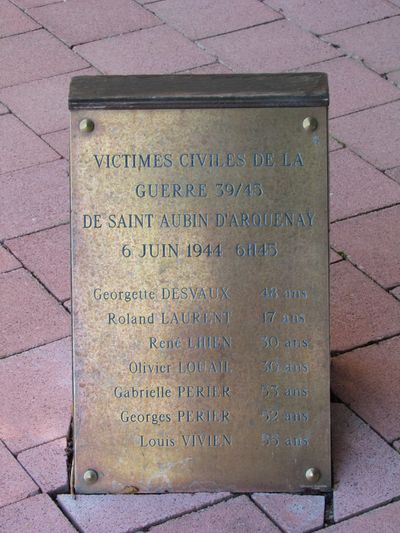 VICTIMES CIVILES DE LA
GUERRE 39/45
DE SAINT AUBIN D'ARQUENAY
6 JUIN 1944 6H45
Georgette DESVAUX 43 ans
Roland LAURENT 17 ans
René LHIEN 30 ans
Olivier LOUAIL 36 ans
Gabrielle PERIER 53 ans
Georges PERIER 52 ans
Louis VIVIEN 55 ans